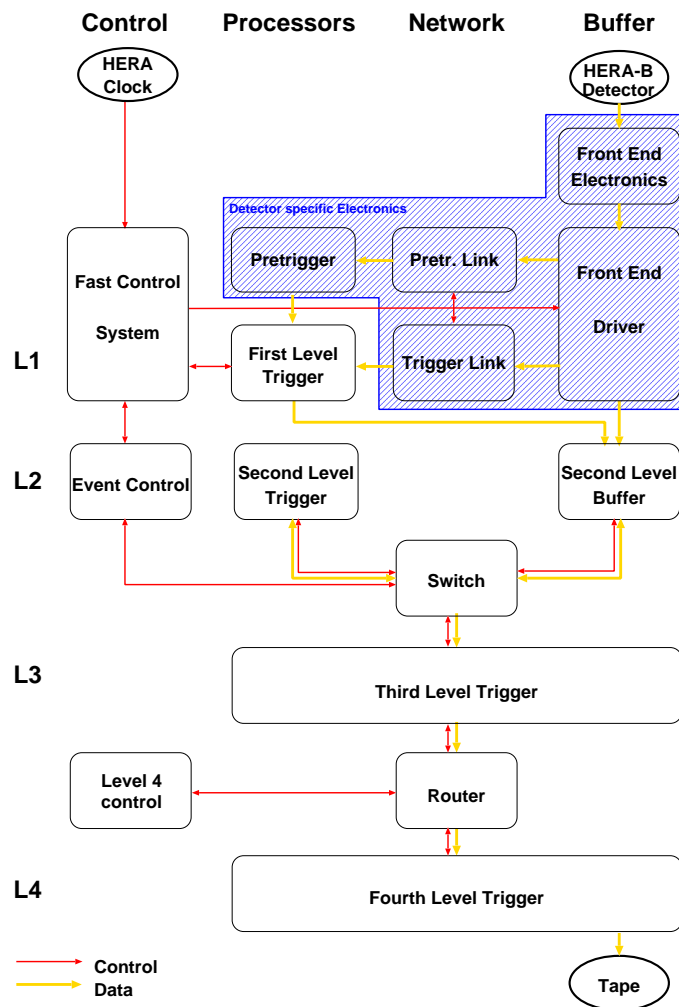 Control Processors Network Buffer
HERA
Clock
HERA-B
Detector
Front End
Electronics
Detector specific Electronics
Fast Control
System
Pretrigger
Pretr. Link
Front End
Driver
L1
First Level
Trigger
Trigger Link
L2
Event Control
Second Level
Trigger
Second Level
Buffer
Switch
L3
Third Level Trigger
Level 4
control
Router
L4
Fourth Level Trigger
Control
Data
Tape